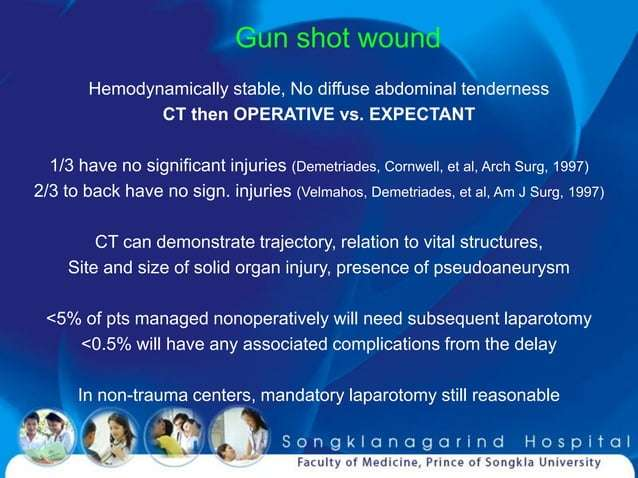 Gun shot wound
Hemodynamically stable, No diffuse abdominal tenderness
CT then OPERATIVE vs. EXPECTANT
1/3 have no significant injuries (Demetriades, Cornwell, et al, Arch Surg, 1997)
2/3 to back have no sign. injuries (Velmahos, Demetriades, et al, Am J Surg, 1997)
CT can demonstrate trajectory, relation to vital structures,
Site and size of solid organ injury, presence of pseudoaneurysm
<5% of pts managed nonoperatively will need subsequent laparotomy
<0.5% will have any associated complications from the delay
In non-trauma centers, mandatory laparotomy still reasonable
Songklanagarind Hospital
Faculty of Medicine, Prince of Songkla University